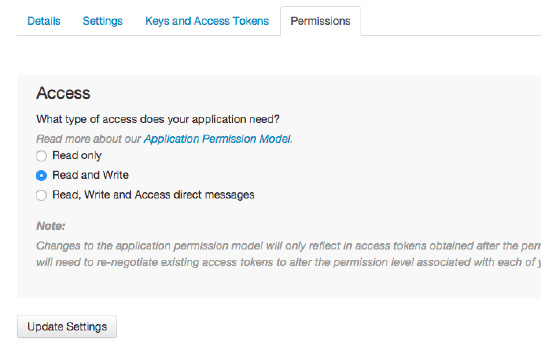 Details Settings Keys and Access Tokens Permissions
Access
What type of access does your application need?
Read more about our Application Permission Model.
Read only
Read and Write
Read, Write and Access direct messages
Note:
Changes to the application permission model will only reflect in access tokens obtained after the
will need to re-negotiate existing access tokens to alter the permission level associated with each of
Update Settings